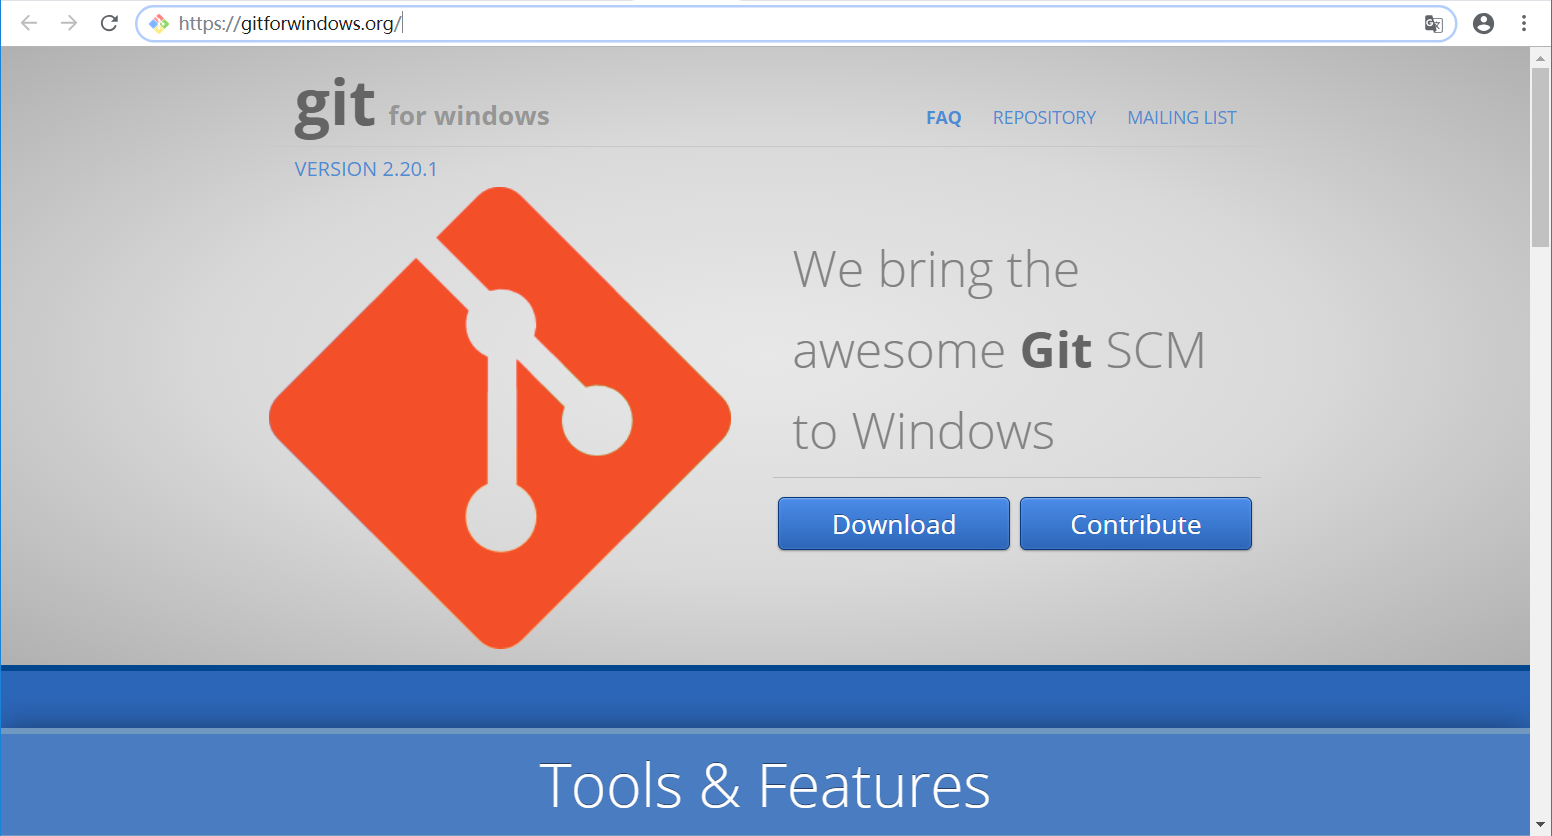 https://gitforwindows.org/
git for windows
FAQ REPOSITORY MAILING LIST
VERSION 2.20.1
We bring the
awesome Git SCM
to Windows
Download Contribute
Tools & Features